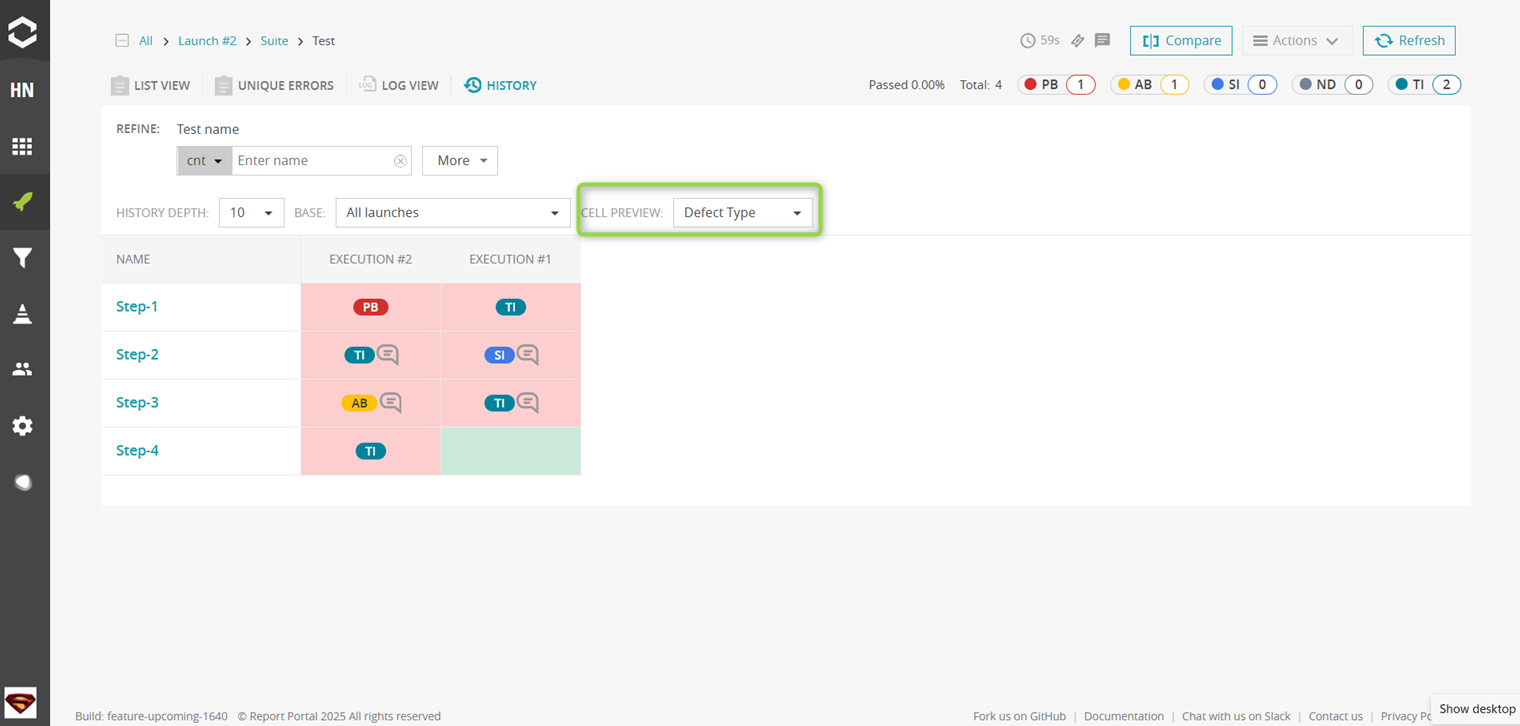 All > Launch #2 > Suite > Test
59s
Compare
Actions
Refresh
HN
LIST VIEW
UNIQUE ERRORS
LOG VIEW
HISTORY
Passed 0.00% Total: 4 PB 1 AB 1 SI 0 ND 0 TI 2
REFINE: Test name
cnt Enter name More
HISTORY DEPTH: 10 BASE: All launches CELL PREVIEW: Defect Type
NAME EXECUTION #2 EXECUTION #1
Step-1 PB TI
Step-2 TI SI
Step-3 AB TI
Step-4 TI
Build: feature-upcoming-1640 © Report Portal 2025 All rights reserved
Fork us on GitHub | Documentation | Chat with us on Slack | Contact us | Privacy
Show desktop